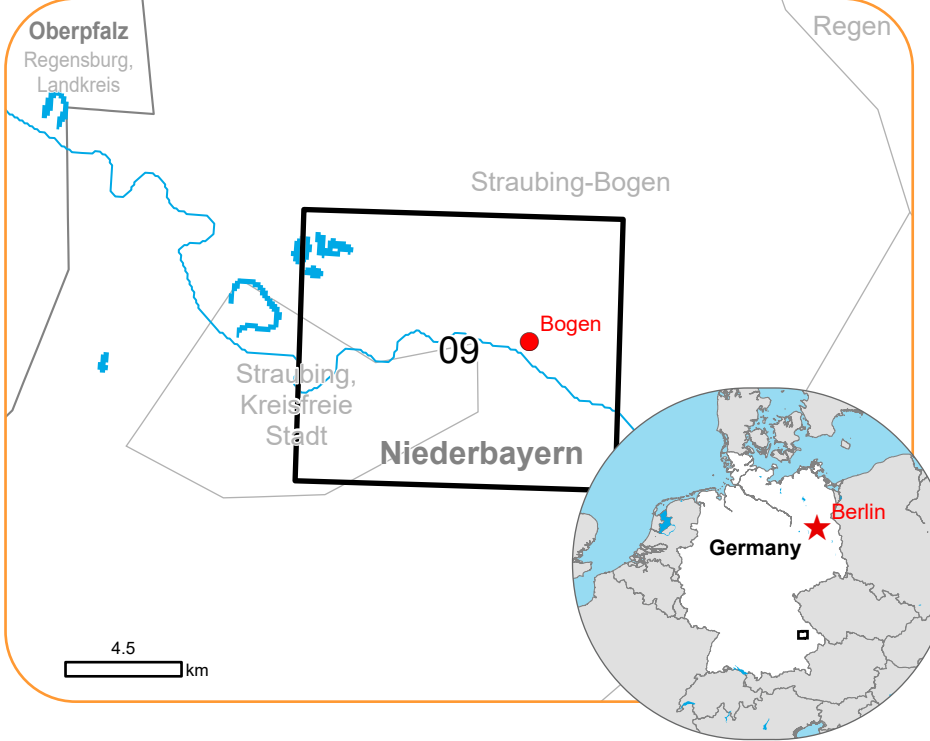 Oberpfalz
Regensburg,
Landkreis
Regen
Straubing-Bogen
Bogen
09
Straubing,
Kreisfreie
Stadt
Niederbayern
Berlin
Germany
4.5
km